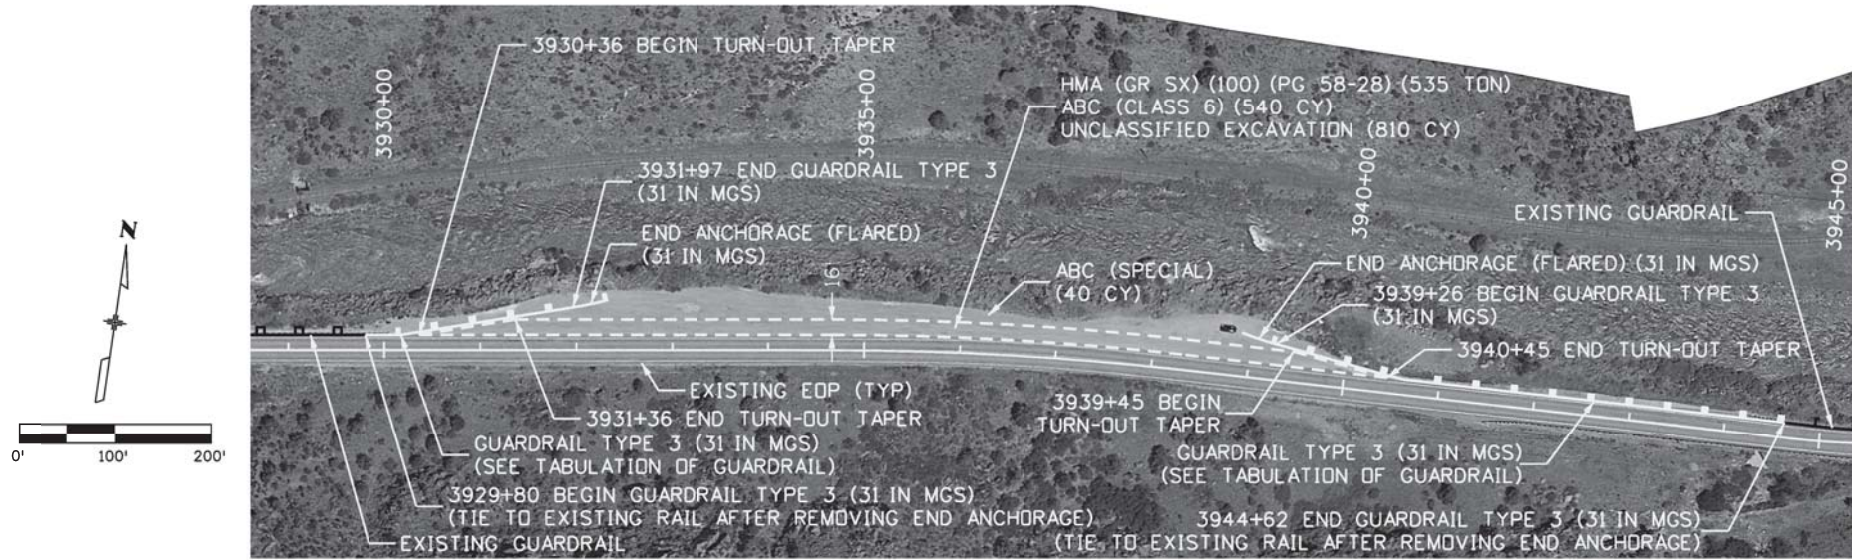 3930+36 BEGIN TURN-OUT TAPER
3930+00
3935+00
HMA (GR SX) (100) (PG 58-28) (535 TON)
ABC (CLASS 6) (540 CY)
UNCLASSIFIED EXCAVATION (810 CY)
3931+97 END GUARDRAIL TYPE 3
(31 IN MGS)
3940+00
3945+00
EXISTING GUARDRAIL
N
END ANCHORAGE (FLARED)
(31 IN MGS)
ABC (SPECIAL)
(40 CY)
END ANCHORAGE (FLARED) (31 IN MGS)
16'
3939+26 BEGIN GUARDRAIL TYPE 3
(31 IN MGS)
3940+45 END TURN-OUT TAPER
EXISTING EOP (TYP)
3931+36 END TURN-OUT TAPER
3939+45 BEGIN
TURN-OUT TAPER
GUARDRAIL TYPE 3 (31 IN MGS)
(SEE TABULATION OF GUARDRAIL)
GUARDRAIL TYPE 3 (31 IN MGS)
(SEE TABULATION OF GUARDRAIL)
0' 100' 200'
3929+80 BEGIN GUARDRAIL TYPE 3 (31 IN MGS)
(TIE TO EXISTING RAIL AFTER REMOVING END ANCHORAGE)
EXISTING GUARDRAIL
3944+62 END GUARDRAIL TYPE 3 (31 IN MGS)
(TIE TO EXISTING RAIL AFTER REMOVING END ANCHORAGE)